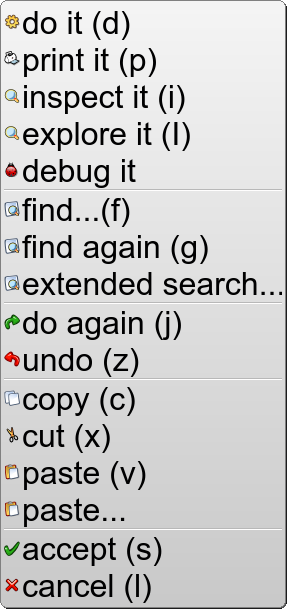 do it (d)
print it (p)
inspect it (i)
explore it (I)
debug it
find...(f)
find again (g)
extended search...
do again (j)
undo (z)
copy (c)
cut (x)
paste (v)
paste...
accept (s)
cancel (l)